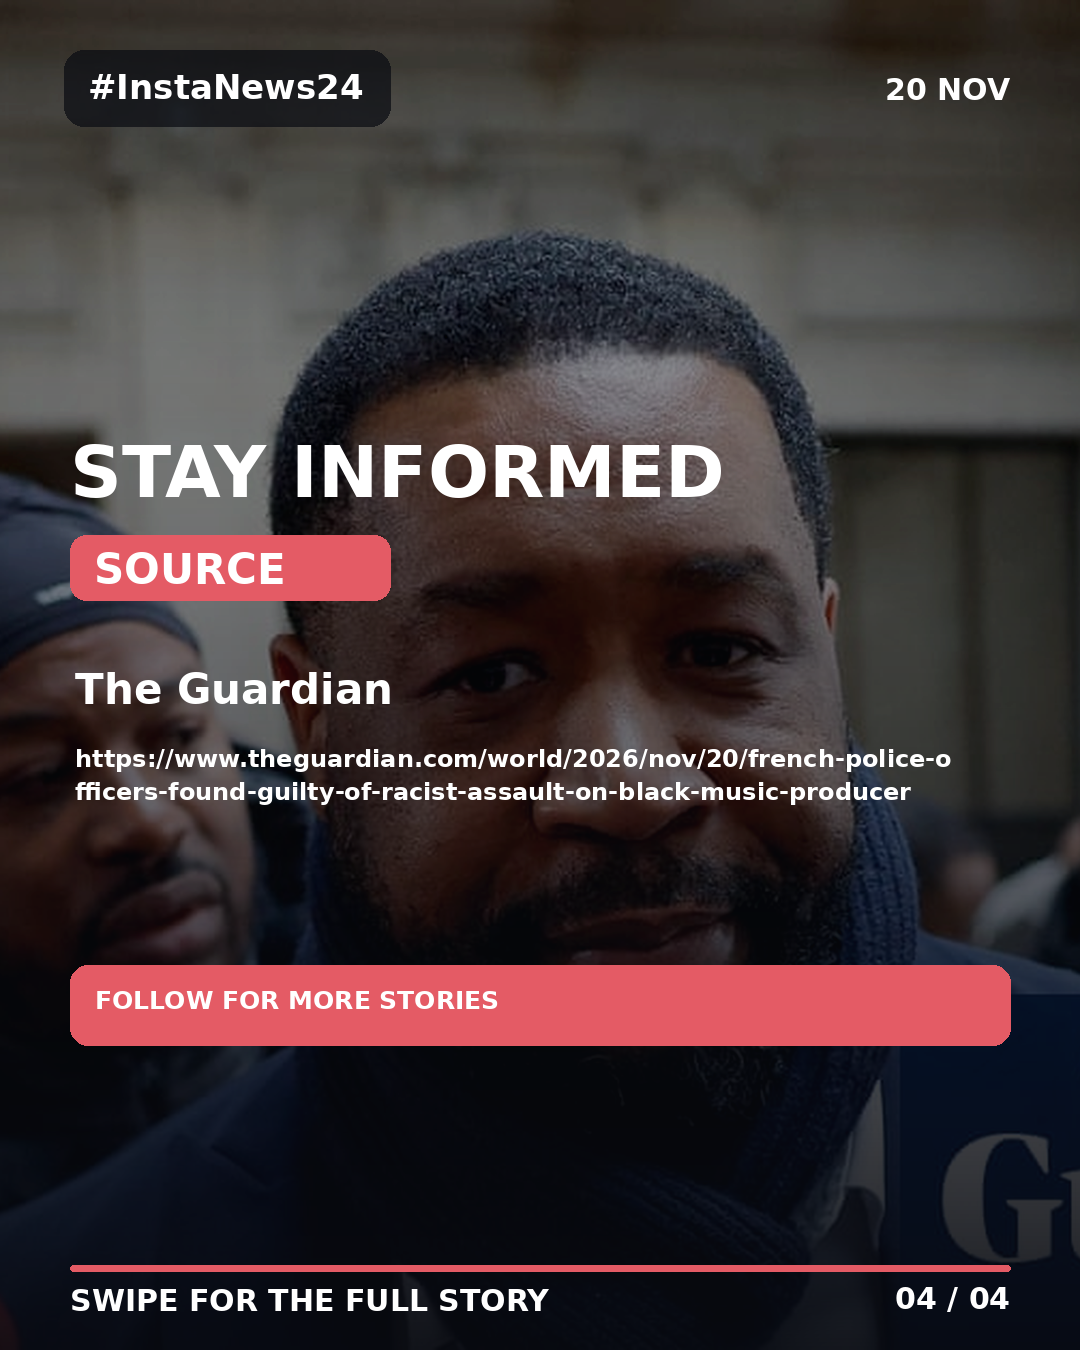 #InstaNews24
20 NOV
STAY INFORMED
SOURCE
The Guardian
https://www.theguardian.com/world/2026/nov/20/french-police-o
fficers-found-guilty-of-racist-assault-on-black-music-producer
FOLLOW FOR MORE STORIES
SWIPE FOR THE FULL STORY
04 / 04